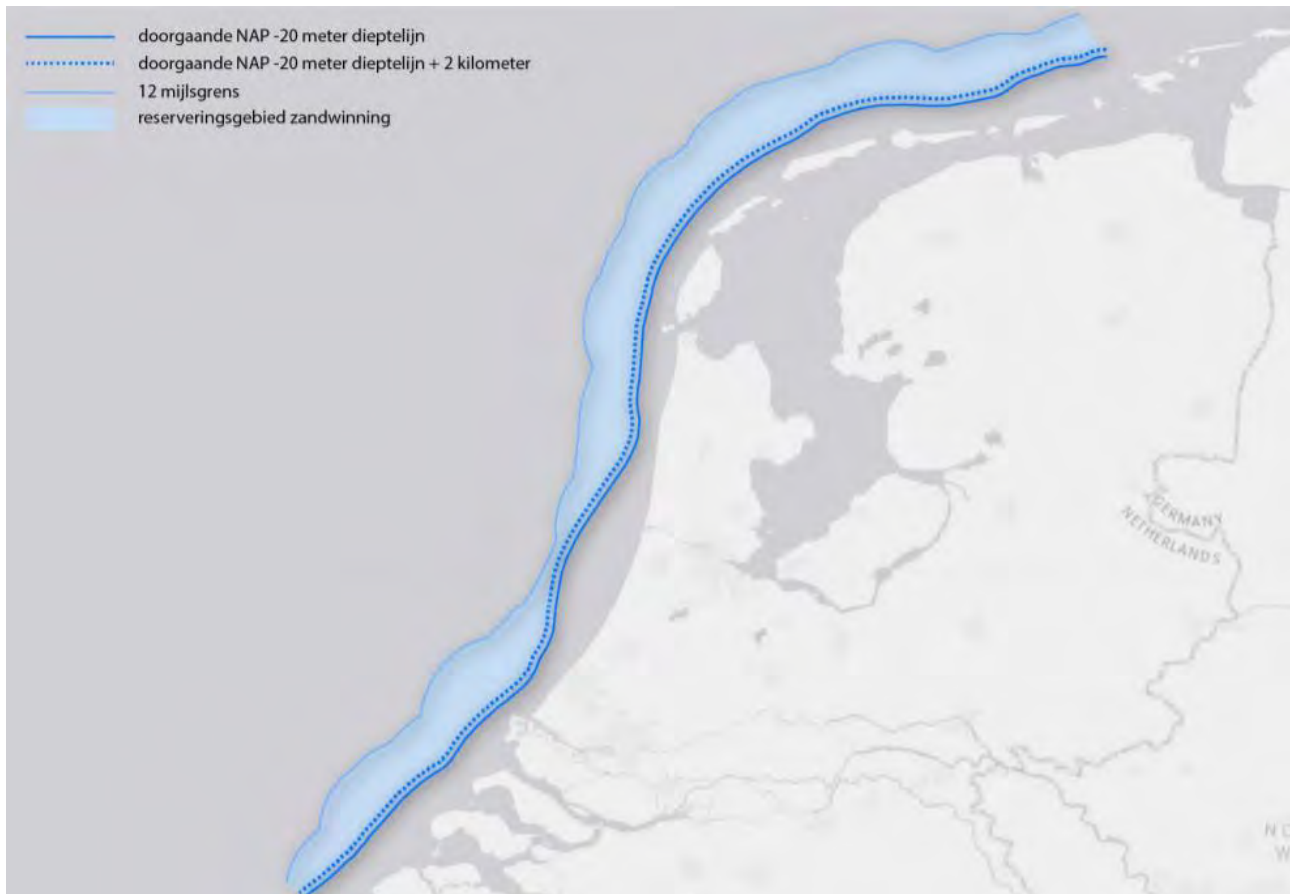 doorgaande NAP -20 meter dieptelijn
doorgaande NAP -20 meter dieptelijn + 2 kilometer
12 mijlsgrens
reserveringsgebied zandwinning
GERMANY
NETHERLANDS